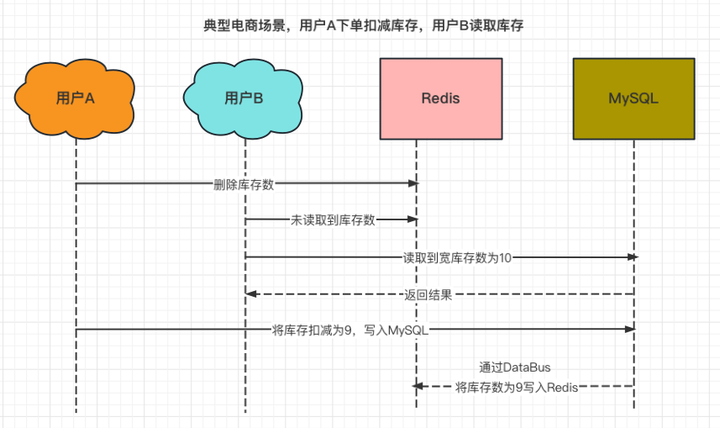 典型电商场景，用户A下单扣减库存，用户B读取库存
用户A
用户B
Redis
MySQL
删除库存数
未读取到库存数
读取到宽库存数为10
返回结果
将库存扣减为9，写入MySQL
通过DataBus
将库存数为9写入Redis